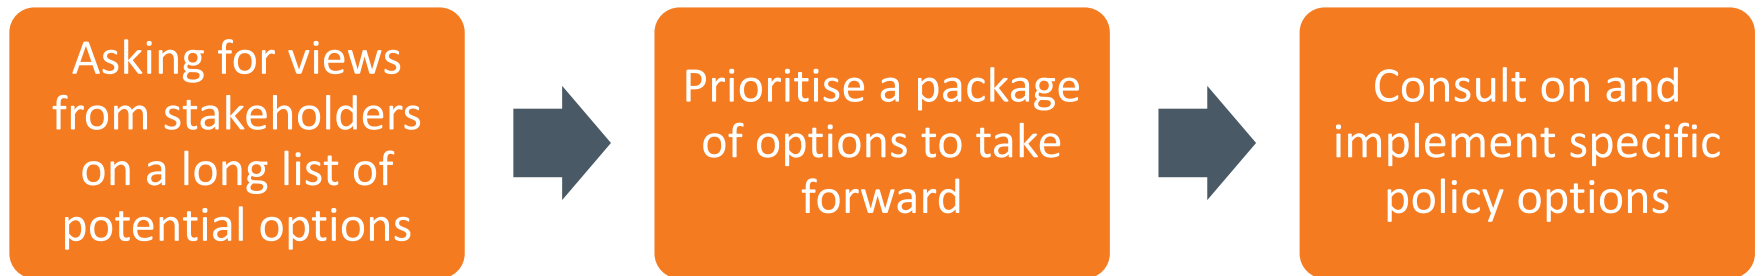 Asking for views
from stakeholders
on a long list of
potential options
Prioritise a package
of options to take
forward
Consult on and
implement specific
policy options